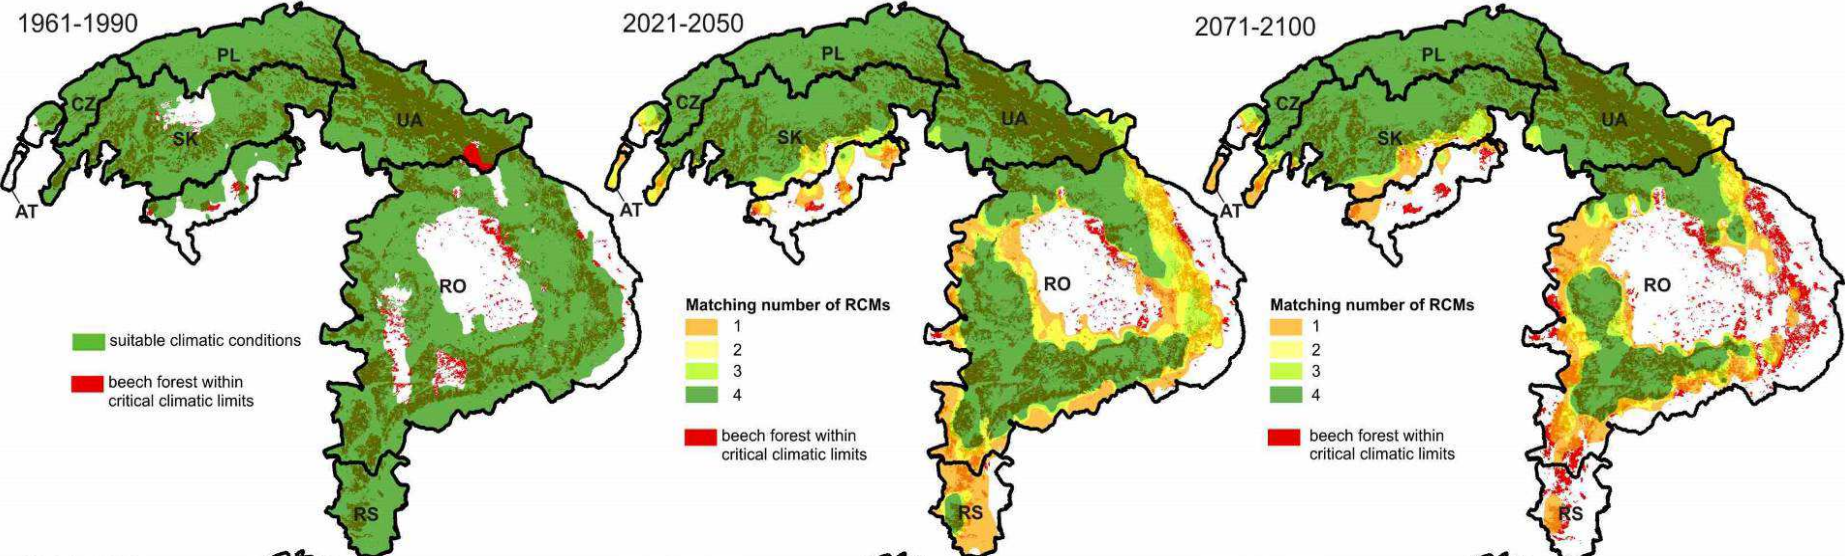 1961-1990
PL
CZ
SK
UA
AT
RO
RS
suitable climatic conditions
beech forest within
critical climatic limits
2021-2050
PL
CZ
SK
UA
AT
RO
RS
Matching number of RCMs
1
2
3
4
beech forest within
critical climatic limits
2071-2100
PL
CZ
SK
UA
AT
RO
RS
Matching number of RCMs
1
2
3
4
beech forest within
critical climatic limits